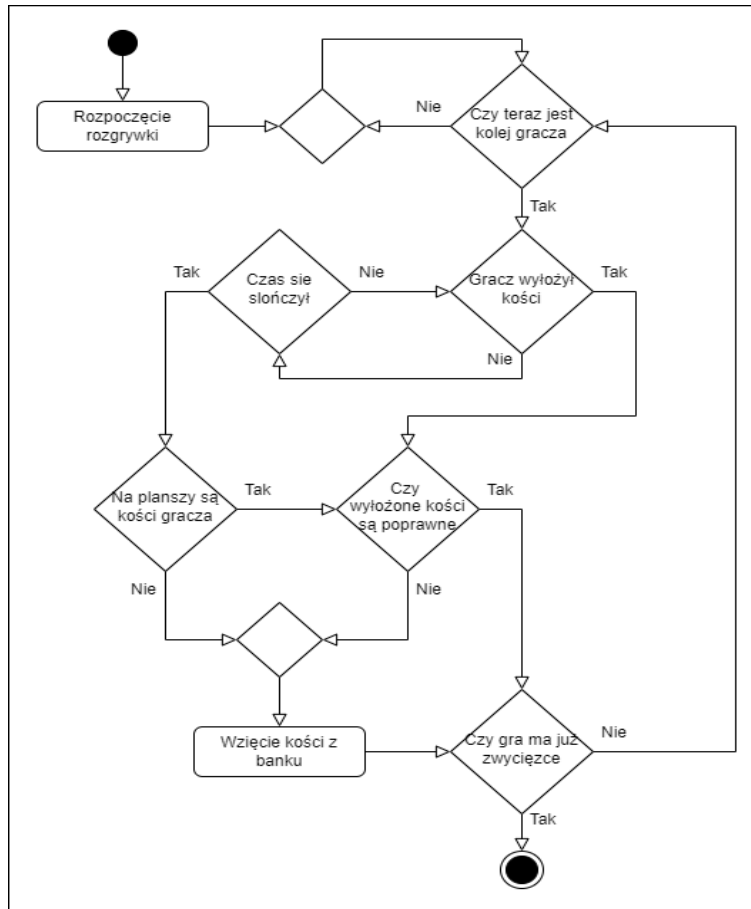 Rozpoczęcie
rozgrywki
Nie
Czy teraz jest
kolej gracza
Tak
Tak
Czas sie
slończył
Nie
Gracz wyłożył
kości
Tak
Nie
Na planszy są
kości gracza
Tak
Czy
wyłożone kości
są poprawne
Tak
Nie
Nie
Wzięcie kości z
banku
Czy gra ma już
zwycięzce
Nie
Tak